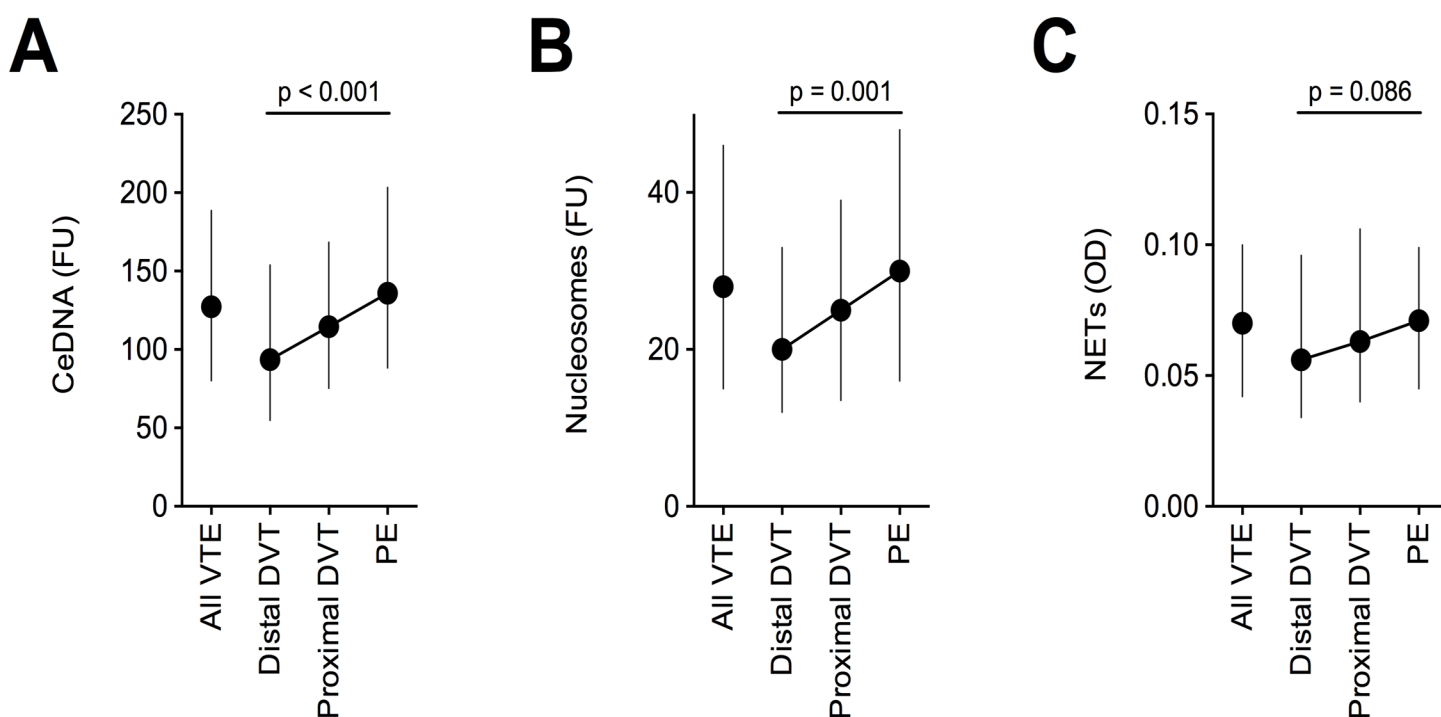 A
CeDNA (FU)
p < 0.001
250
200
150
100
50
0
All VTE
Distal DVT
Proximal DVT
PE
B
Nucleosomes (FU)
p = 0.001
40
20
0
All VTE
Distal DVT
Proximal DVT
PE
C
NETs (OD)
p = 0.086
0.15
0.10
0.05
0.00
All VTE
Distal DVT
Proximal DVT
PE